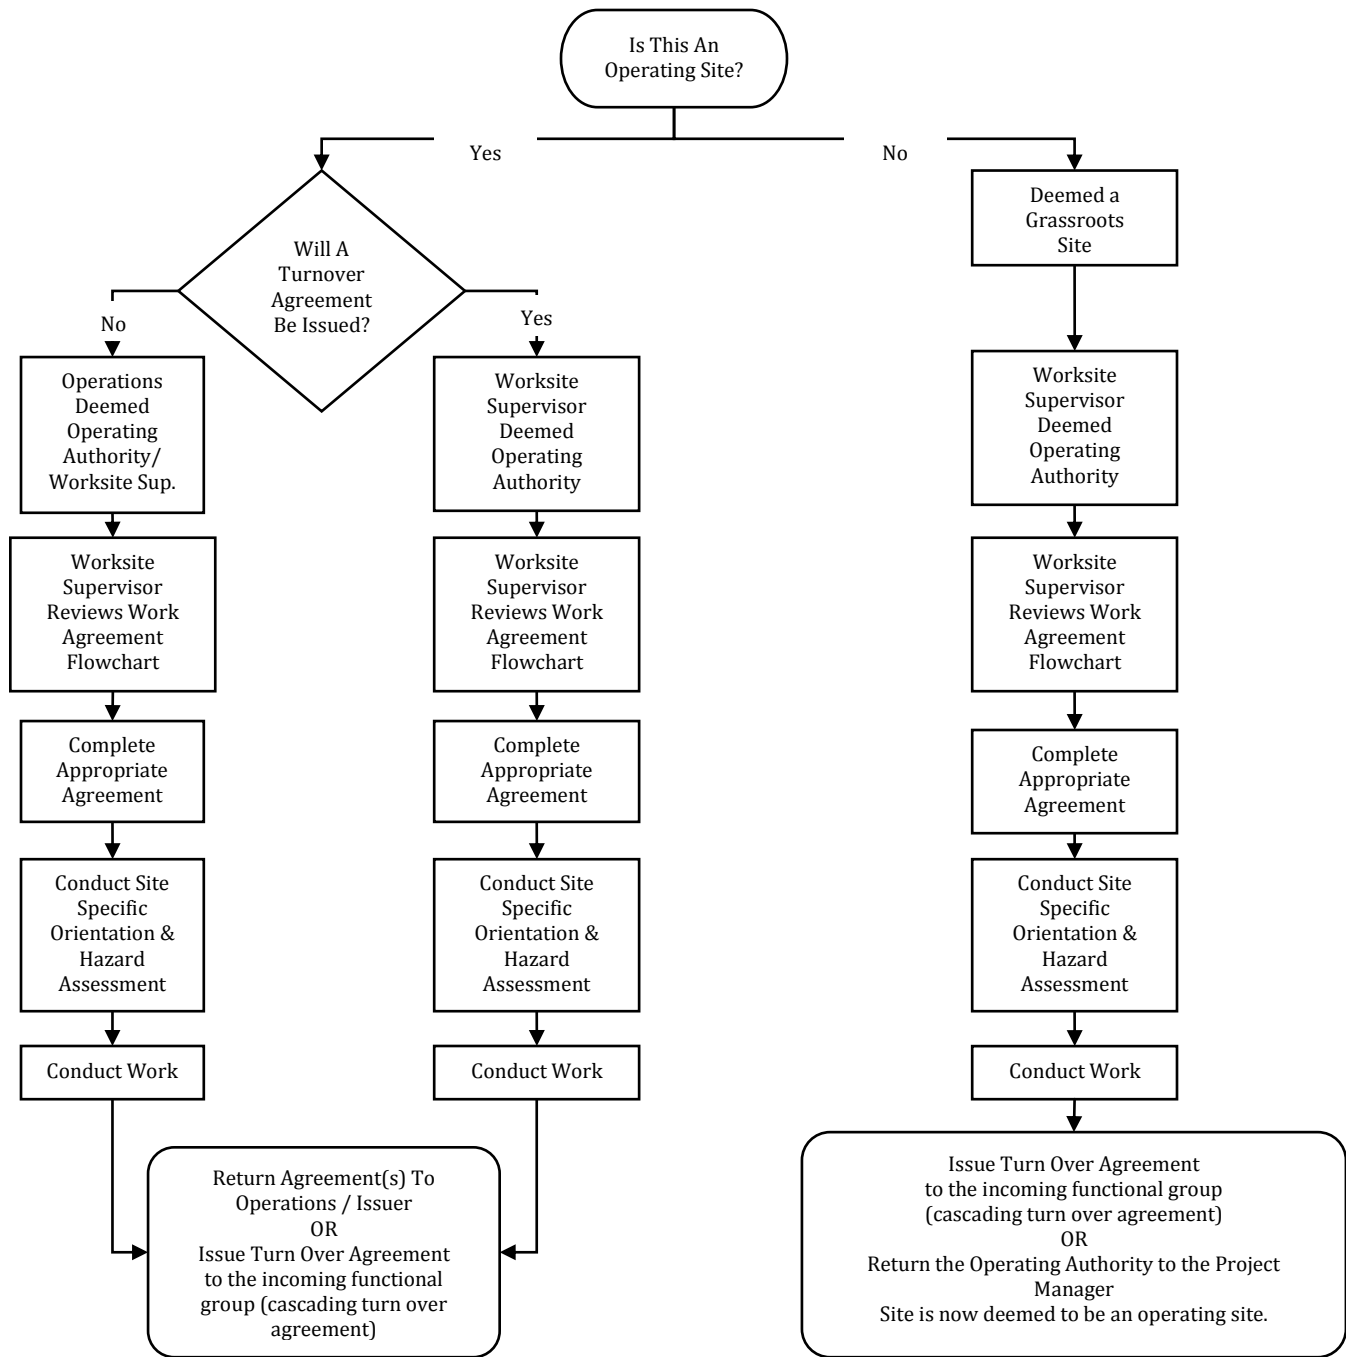 Is This An
Operating Site?
Yes
No
Will A
Turnover
Agreement
Be Issued?
No
Yes
Deemed a
Grassroots
Site
Operations
Deemed
Operating
Authority/
Worksite Sup.
Worksite
Supervisor
Deemed
Operating
Authority
Worksite
Supervisor
Deemed
Operating
Authority
Worksite
Supervisor
Reviews Work
Agreement
Flowchart
Worksite
Supervisor
Reviews Work
Agreement
Flowchart
Worksite
Supervisor
Reviews Work
Agreement
Flowchart
Complete
Appropriate
Agreement
Complete
Appropriate
Agreement
Complete
Appropriate
Agreement
Conduct Site
Specific
Orientation &
Hazard
Assessment
Conduct Site
Specific
Orientation &
Hazard
Assessment
Conduct Site
Specific
Orientation &
Hazard
Assessment
Conduct Work
Conduct Work
Conduct Work
Return Agreement(s) To
Operations / Issuer
OR
Issue Turn Over Agreement
to the incoming functional
group (cascading turn over
agreement)
Issue Turn Over Agreement
to the incoming functional group
(cascading turn over agreement)
OR
Return the Operating Authority to the Project
Manager
Site is now deemed to be an operating site.